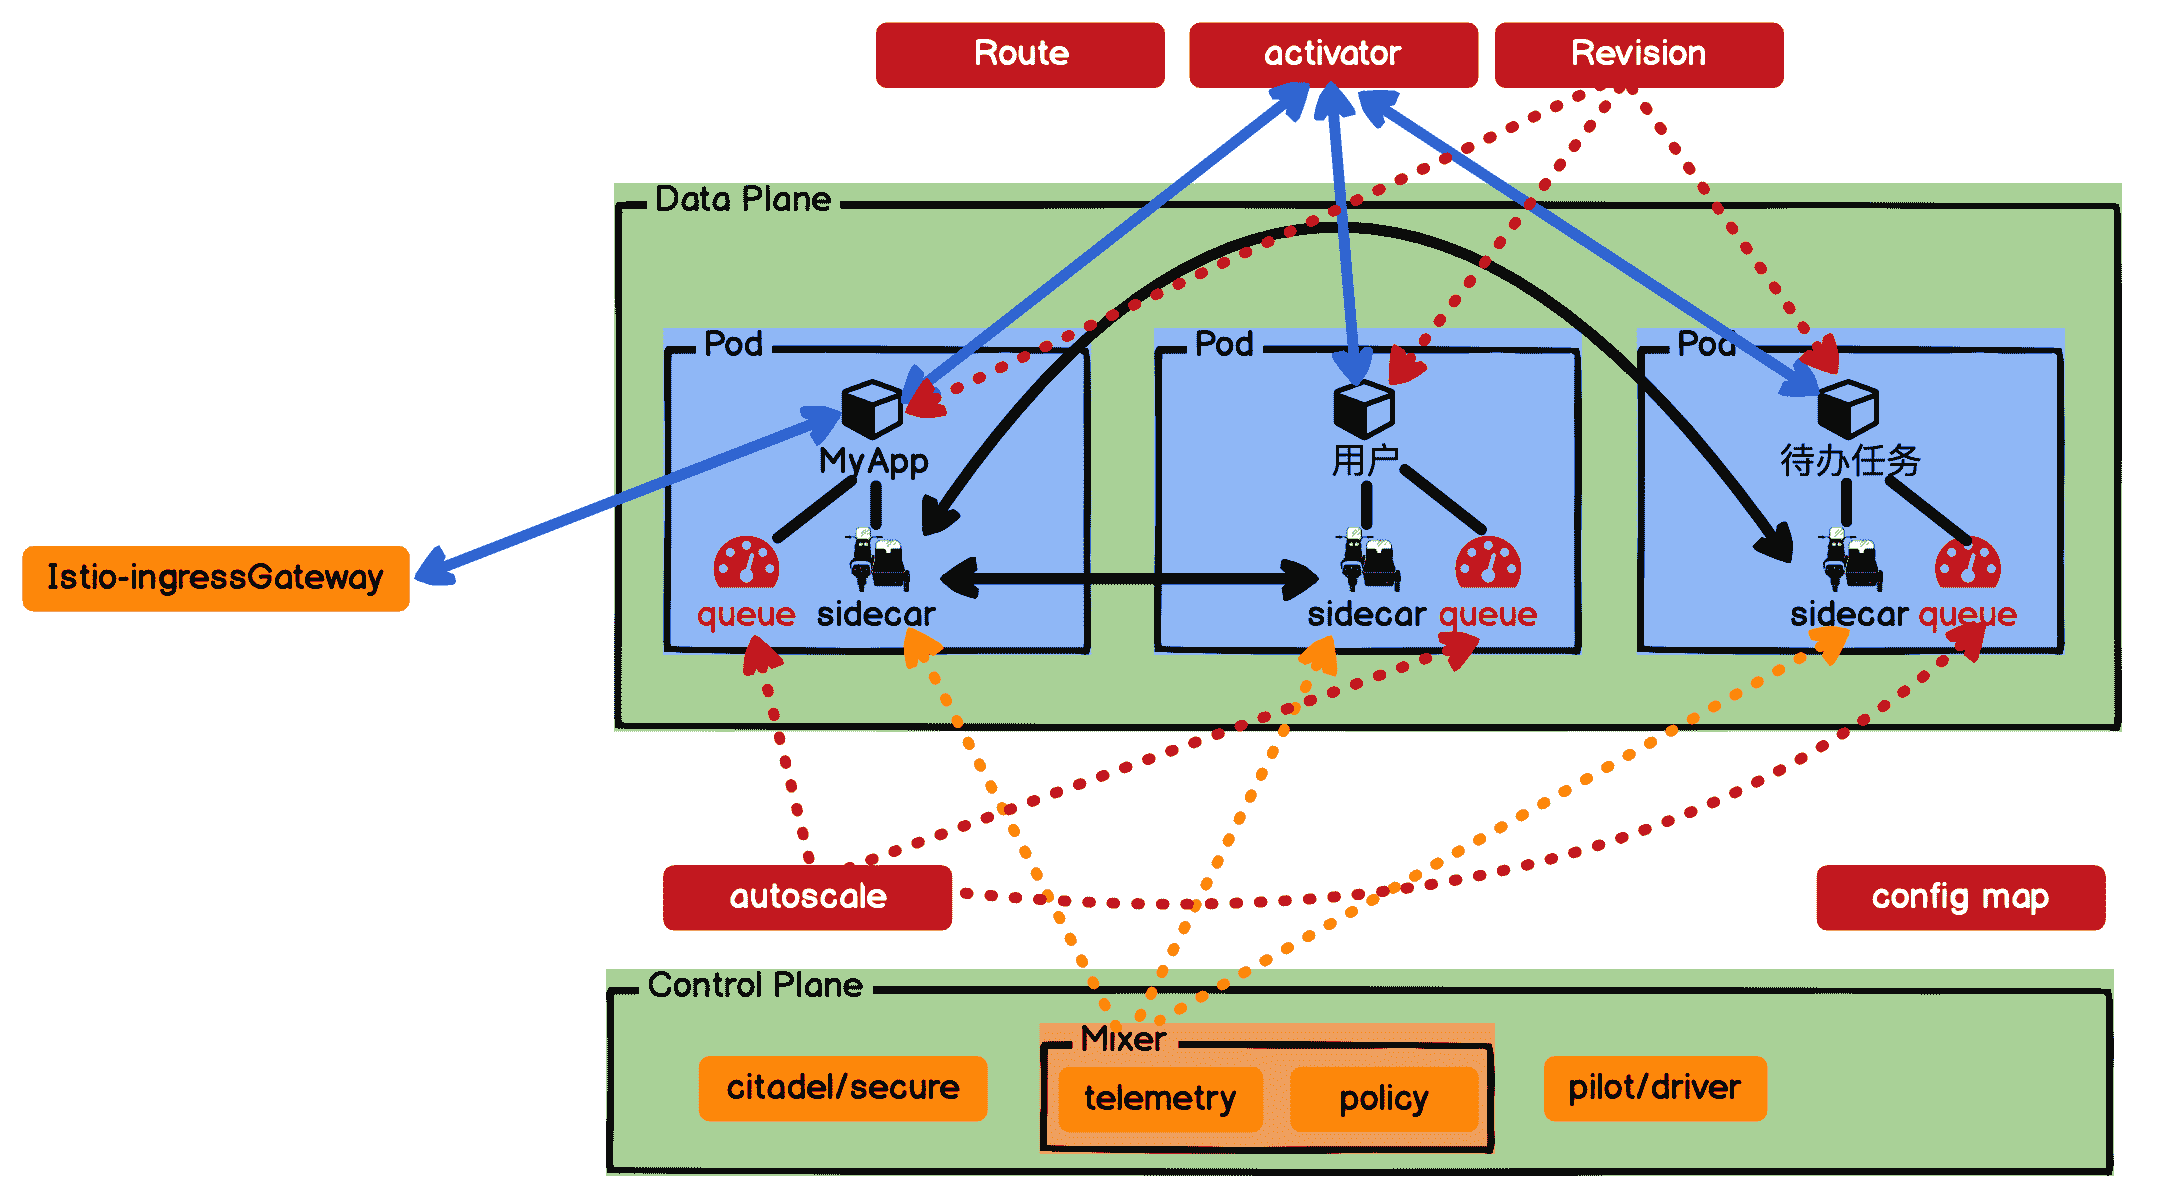 Route
activator
Revision
Data Plane
Pod
Pod
Pod
MyApp
用户
待办任务
Istio-ingressGateway
queue
sidecar
sidecar
queue
sidecar
queue
autoscale
config map
Control Plane
Mixer
citadel/secure
telemetry
policy
pilot/driver